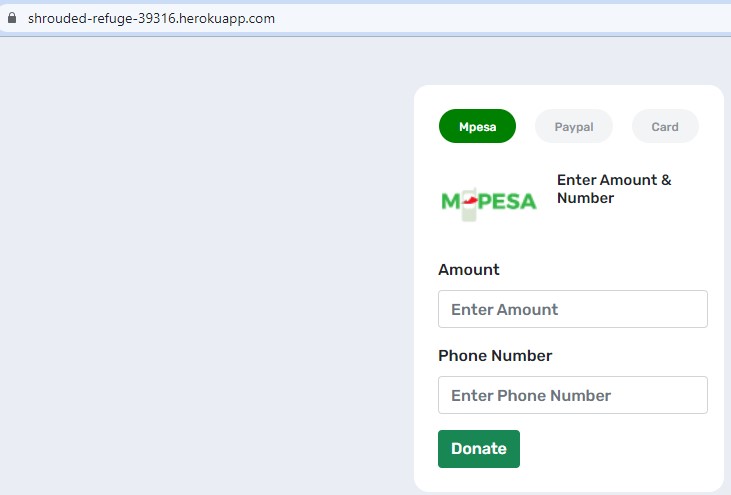 shrouded-refuge-39316.herokuapp.com
Mpesa Paypal Card
M-PESA
Enter Amount &
Number
Amount
Enter Amount
Phone Number
Enter Phone Number
Donate